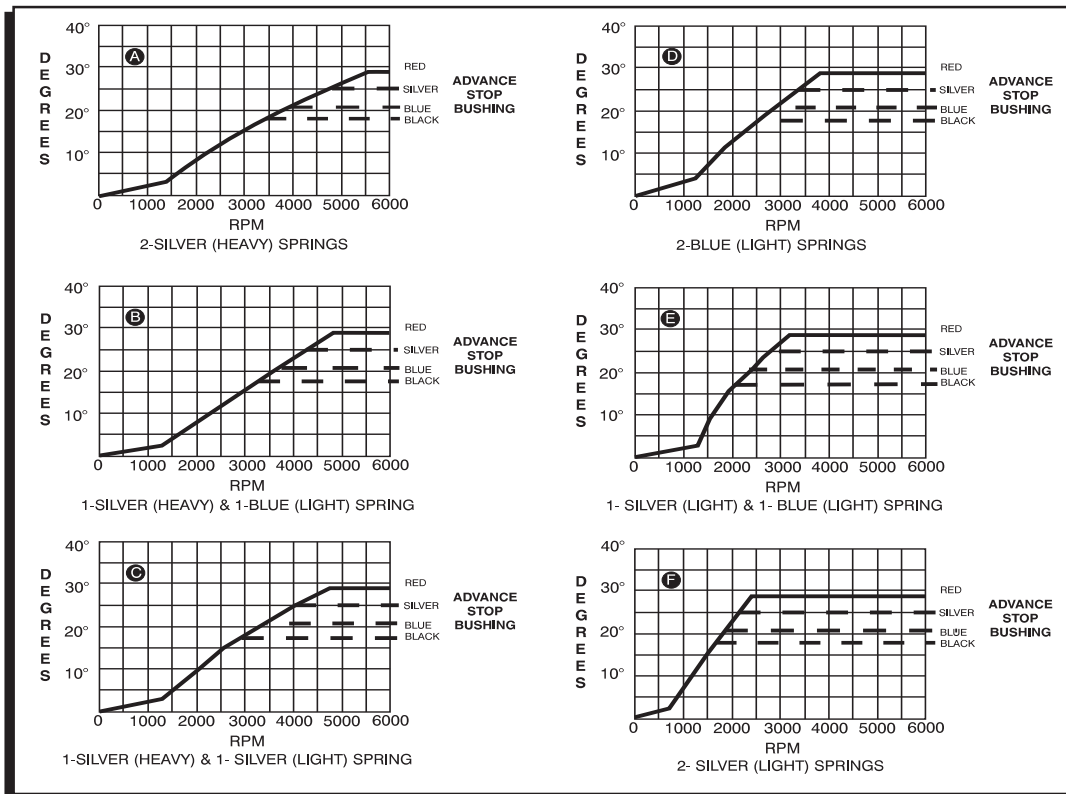 A
DEGREES
40°
30°
20°
10°
0 1000 2000 3000 4000 5000 6000
RPM
RED
SILVER
BLUE
BLACK
ADVANCE
STOP
BUSHING
2-SILVER (HEAVY) SPRINGS
D
DEGREES
40°
30°
20°
10°
0 1000 2000 3000 4000 5000 6000
RPM
RED
SILVER
BLUE
BLACK
ADVANCE
STOP
BUSHING
2-BLUE (LIGHT) SPRINGS
B
DEGREES
40°
30°
20°
10°
0 1000 2000 3000 4000 5000 6000
RPM
RED
SILVER
BLUE
BLACK
ADVANCE
STOP
BUSHING
1-SILVER (HEAVY) & 1-BLUE (LIGHT) SPRING
E
DEGREES
40°
30°
20°
10°
0 1000 2000 3000 4000 5000 6000
RPM
RED
SILVER
BLUE
BLACK
ADVANCE
STOP
BUSHING
1- SILVER (LIGHT) & 1- BLUE (LIGHT) SPRING
C
DEGREES
40°
30°
20°
10°
0 1000 2000 3000 4000 5000 6000
RPM
RED
SILVER
BLUE
BLACK
ADVANCE
STOP
BUSHING
1-SILVER (HEAVY) & 1- SILVER (LIGHT) SPRING
F
DEGREES
40°
30°
20°
10°
0 1000 2000 3000 4000 5000 6000
RPM
RED
SILVER
BLUE
BLACK
ADVANCE
STOP
BUSHING
2- SILVER (LIGHT) SPRINGS